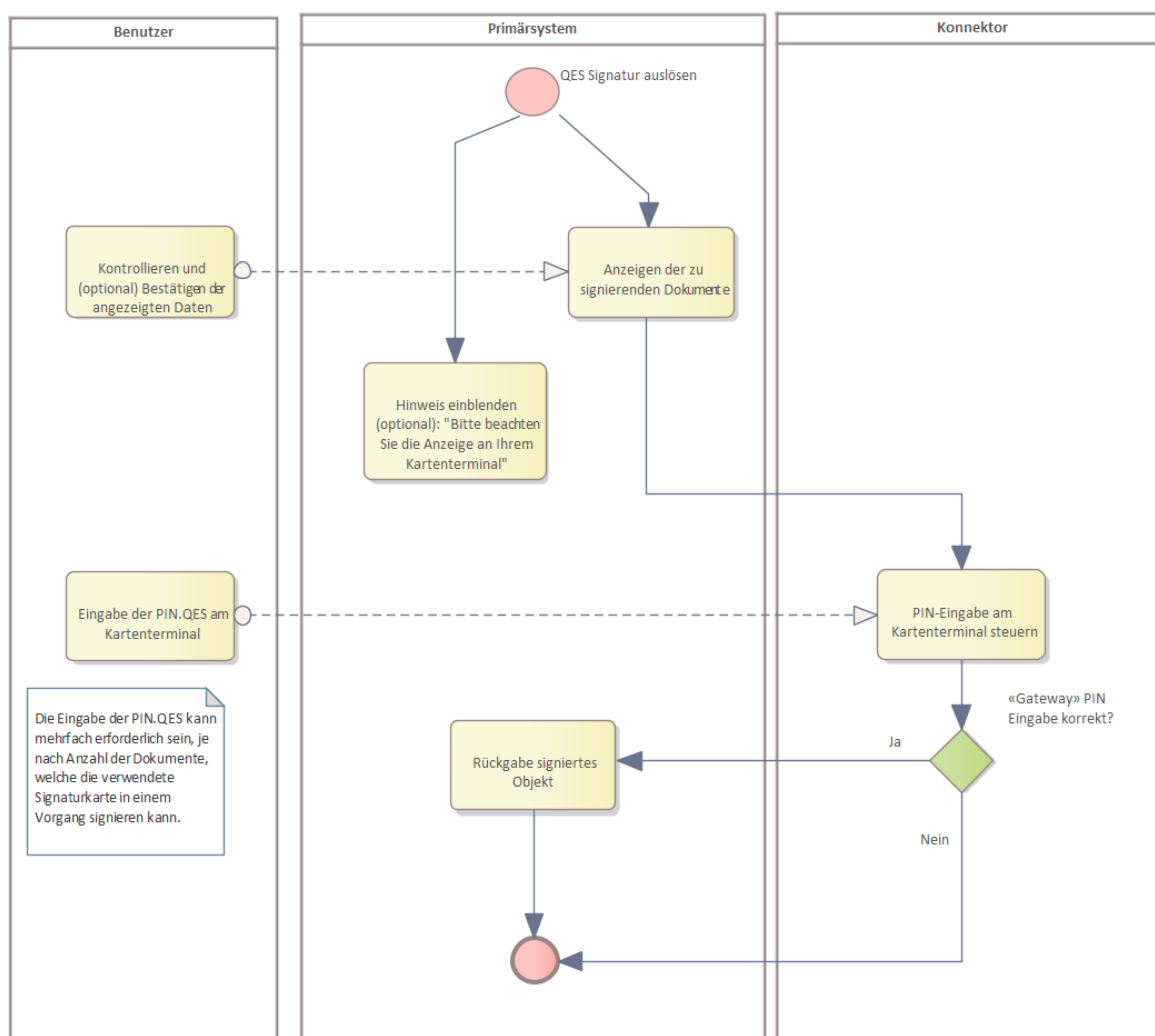 Benutzer
Primärsystem
Konnektor
QES Signatur auslösen
Kontrollieren und
(optional) Bestätigen der
angezeigten Daten
Anzeigen der zu
signierenden Dokumente
Hinweis einblenden
(optional): "Bitte beachten
Sie die Anzeige an Ihrem
Kartenterminal"
Eingabe der PIN.QES am
Kartenterminal
PIN-Eingabe am
Kartenterminal steuern
Die Eingabe der PIN.QES kann
mehrfach erforderlich sein, je
nach Anzahl der Dokumente,
welche die verwendete
Signaturkarte in einem
Vorgang signieren kann.
«Gateway» PIN
Eingabe korrekt?
Ja
Rückgabe signiertes
Objekt
Nein